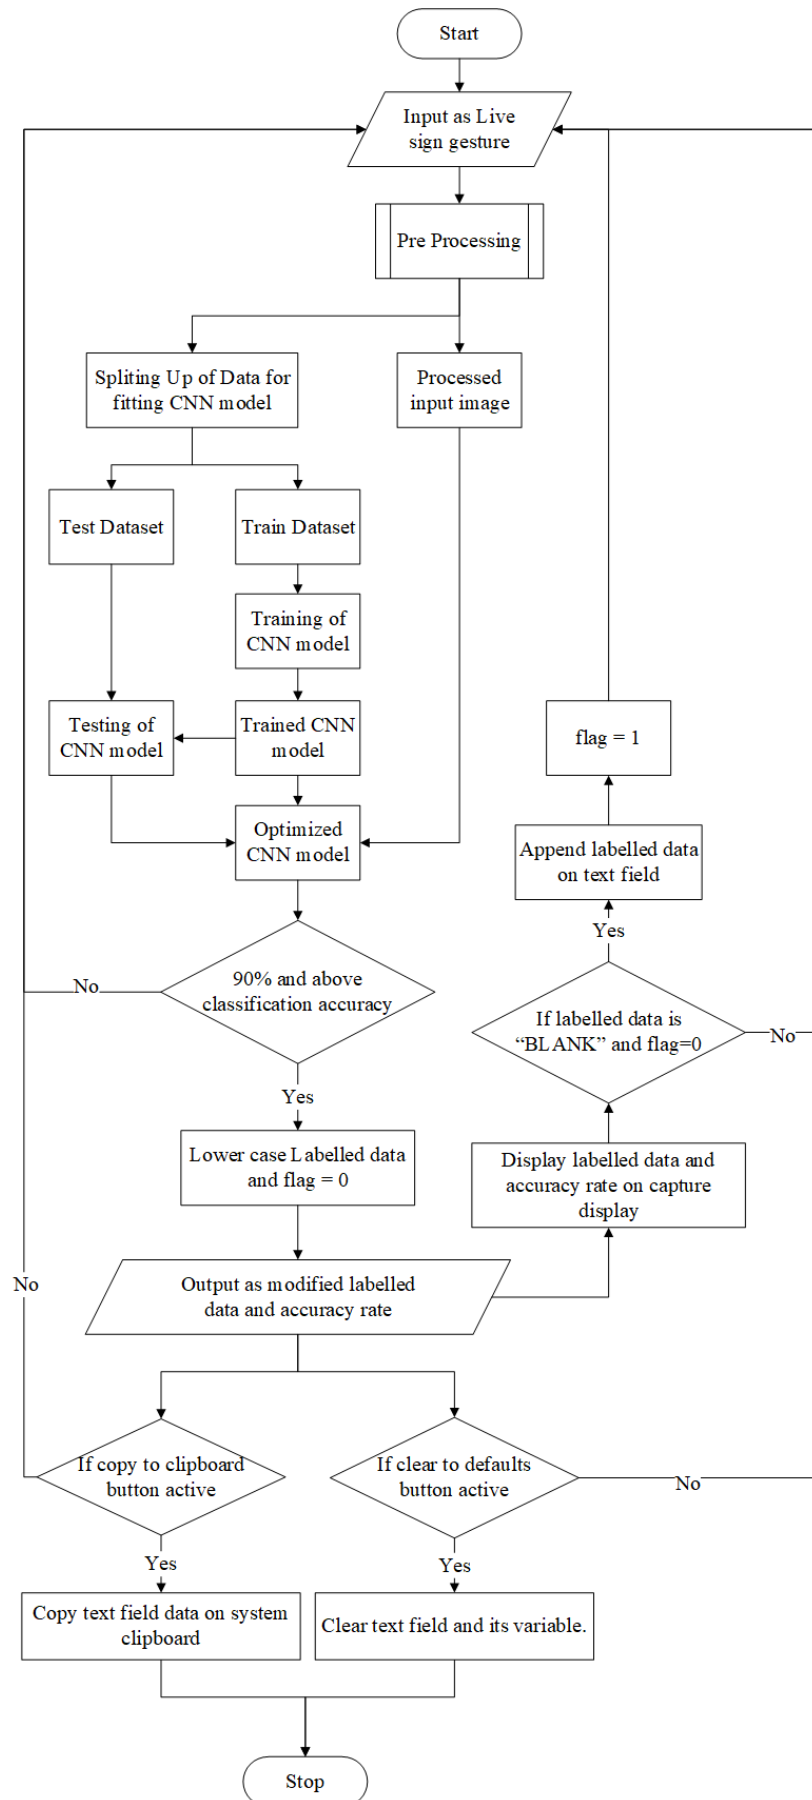 Start
Input as Live
sign gesture
Pre Processing
Spliting Up of Data for
fitting CNN model
Processed
input image
Test Dataset
Train Dataset
Training of
CNN model
Testing of
CNN model
Trained CNN
model
flag = 1
Optimized
CNN model
Append labelled data
on text field
Yes
90% and above
classification accuracy
No
If labelled data is
“BLANK” and flag=0
No
Yes
Lower case Labelled data
and flag = 0
Display labelled data and
accuracy rate on capture
display
No
Output as modified labelled
data and accuracy rate
If copy to clipboard
button active
If clear to defaults
button active
No
Yes
Yes
Copy text field data on system
clipboard
Clear text field and its variable.
Stop